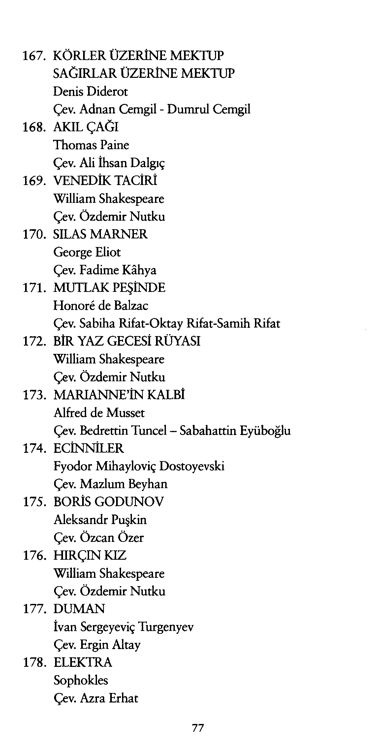 167. KÖRLER ÜZERİNE MEKTUP
SAĞIRLAR ÜZERİNE MEKTUP
Denis Diderot
Çev. Adnan Cemgil - Dumrul Cemgil
168. AKIL ÇAĞI
Thomas Paine
Çev. Ali İhsan Dalgıç
169. VENEDİK TACİRİ
William Shakespeare
Çev. Özdemir Nutku
170. SILAS MARNER
George Eliot
Çev. Fadime Kâhya
171. MUTLAK PEŞİNDE
Honoré de Balzac
Çev. Sabiha Rifat-Oktay Rifat-Samih Rifat
172. BİR YAZ GECESİ RÜYASI
William Shakespeare
Çev. Özdemir Nutku
173. MARIANNE'İN KALBİ
Alfred de Musset
Çev. Bedrettin Tuncel – Sabahattin Eyüboğlu
174. ECİNNİLER
Fyodor Mihayloviç Dostoyevski
Çev. Mazlum Beyhan
175. BORİS GODUNOV
Aleksandr Puşkin
Çev. Özcan Özer
176. HIRÇIN KIZ
William Shakespeare
Çev. Özdemir Nutku
177. DUMAN
İvan Sergeyeviç Turgenyev
Çev. Ergin Altay
178. ELEKTRA
Sophokles
Çev. Azra Erhat
77